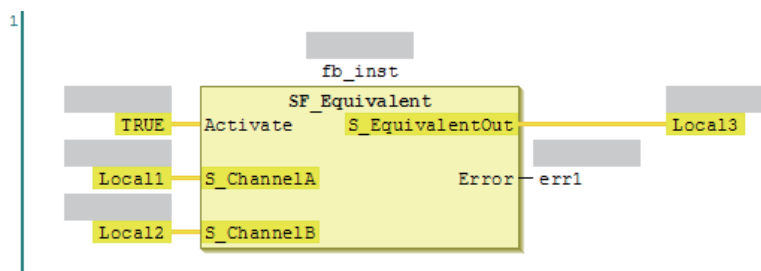 1
fb_inst
SF_Equivalent
TRUE Activate S_EquivalentOut Local3
Local1 S_ChannelA Error err1
Local2 S_ChannelB